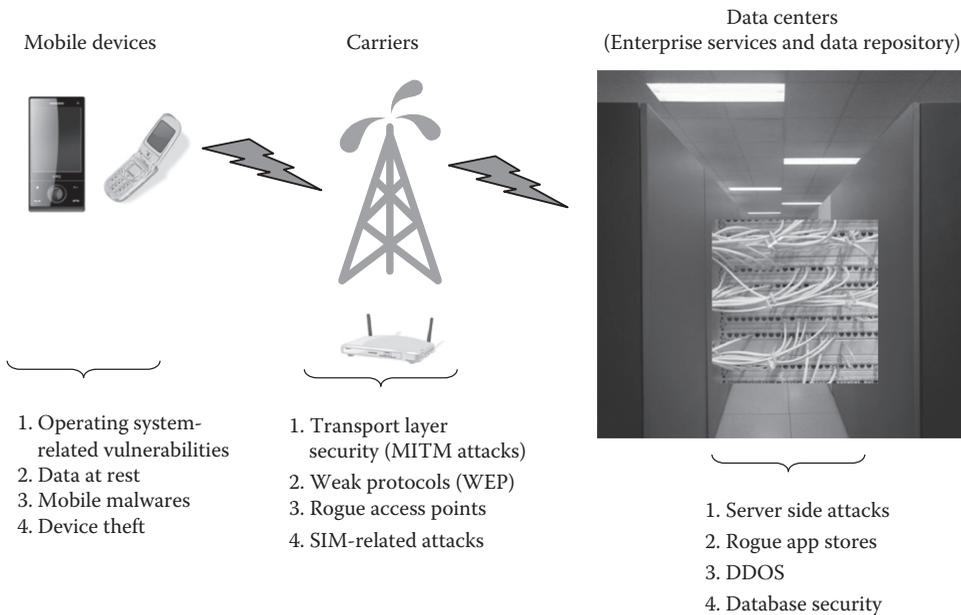 Mobile devices
Carriers
Data centers
(Enterprise services and data repository)
1. Operating system-
related vulnerabilities
2. Data at rest
3. Mobile malwares
4. Device theft
1. Transport layer
security (MITM attacks)
2. Weak protocols (WEP)
3. Rogue access points
4. SIM-related attacks
1. Server side attacks
2. Rogue app stores
3. DDOS
4. Database security